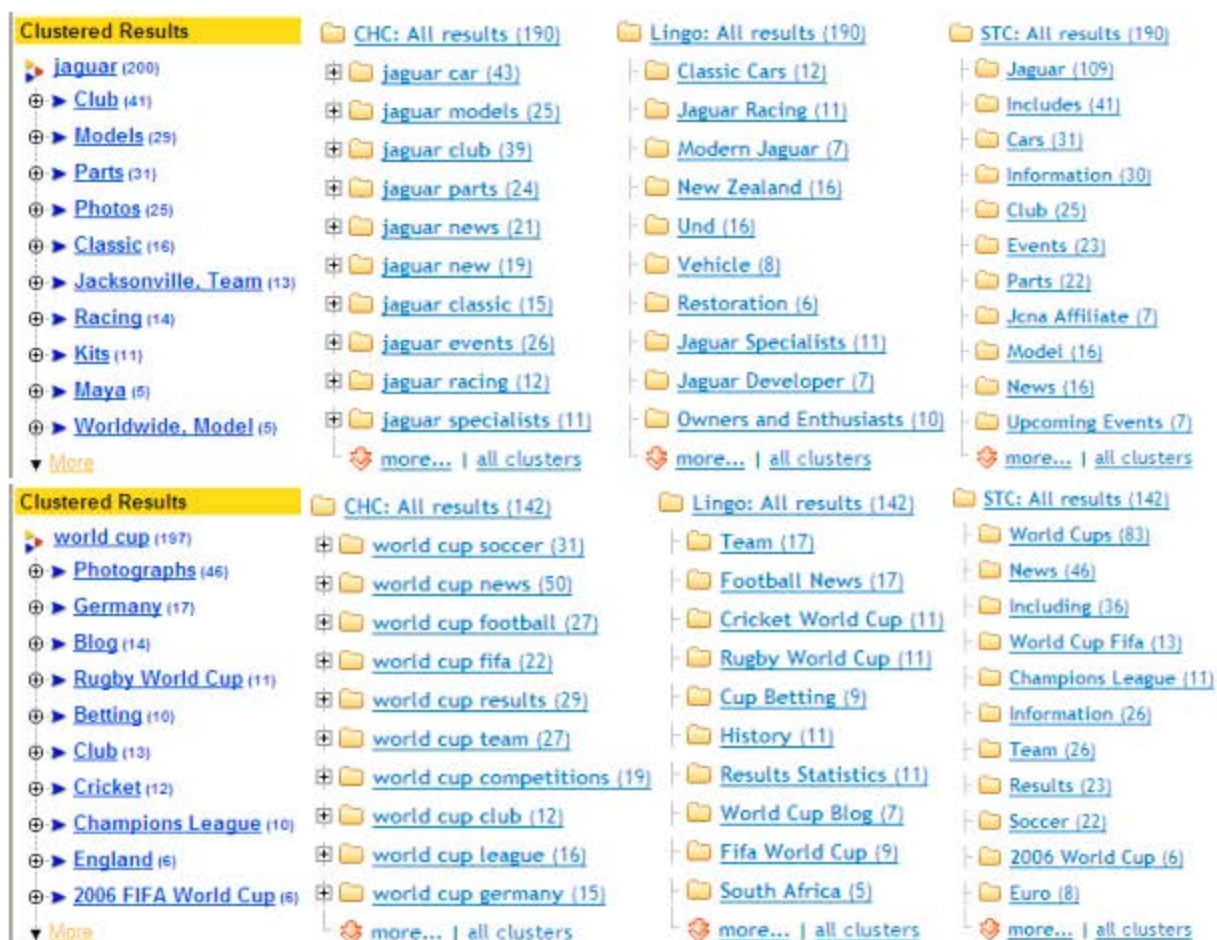 Clustered Results
jaguar (200)
Club (41)
Models (29)
Parts (31)
Photos (25)
Classic (16)
Jacksonville, Team (13)
Racing (14)
Kits (11)
Maya (5)
Worldwide, Model (5)
More
CHC: All results (190)
jaguar car (43)
jaguar models (25)
jaguar club (39)
jaguar parts (24)
jaguar news (21)
jaguar new (19)
jaguar classic (15)
jaguar events (26)
jaguar racing (12)
jaguar specialists (11)
more... | all clusters
Lingo: All results (190)
Classic Cars (12)
Jaguar Racing (11)
Modern Jaguar (7)
New Zealand (16)
Und (16)
Vehicle (8)
Restoration (6)
Jaguar Specialists (11)
Jaguar Developer (7)
Owners and Enthusiasts (10)
more... | all clusters
STC: All results (190)
Jaguar (109)
Includes (41)
Cars (31)
Information (30)
Club (25)
Events (23)
Parts (22)
Jcna Affiliate (7)
Model (16)
News (16)
Upcoming Events (7)
more... | all clusters
Clustered Results
world cup (197)
Photographs (46)
Germany (17)
Blog (14)
Rugby World Cup (11)
Betting (10)
Club (13)
Cricket (12)
Champions League (10)
England (6)
2006 FIFA World Cup (6)
More
CHC: All results (142)
world cup soccer (31)
world cup news (50)
world cup football (27)
world cup fifa (22)
world cup results (29)
world cup team (27)
world cup competitions (19)
world cup club (12)
world cup league (16)
world cup germany (15)
more... | all clusters
Lingo: All results (142)
Team (17)
Football News (17)
Cricket World Cup (11)
Rugby World Cup (11)
Cup Betting (9)
History (11)
Results Statistics (11)
World Cup Blog (7)
Fifa World Cup (9)
South Africa (5)
more... | all clusters
STC: All results (142)
World Cups (83)
News (46)
Including (36)
World Cup Fifa (13)
Champions League (11)
Information (26)
Team (26)
Results (23)
Soccer (22)
2006 World Cup (6)
Euro (8)
more... | all clusters